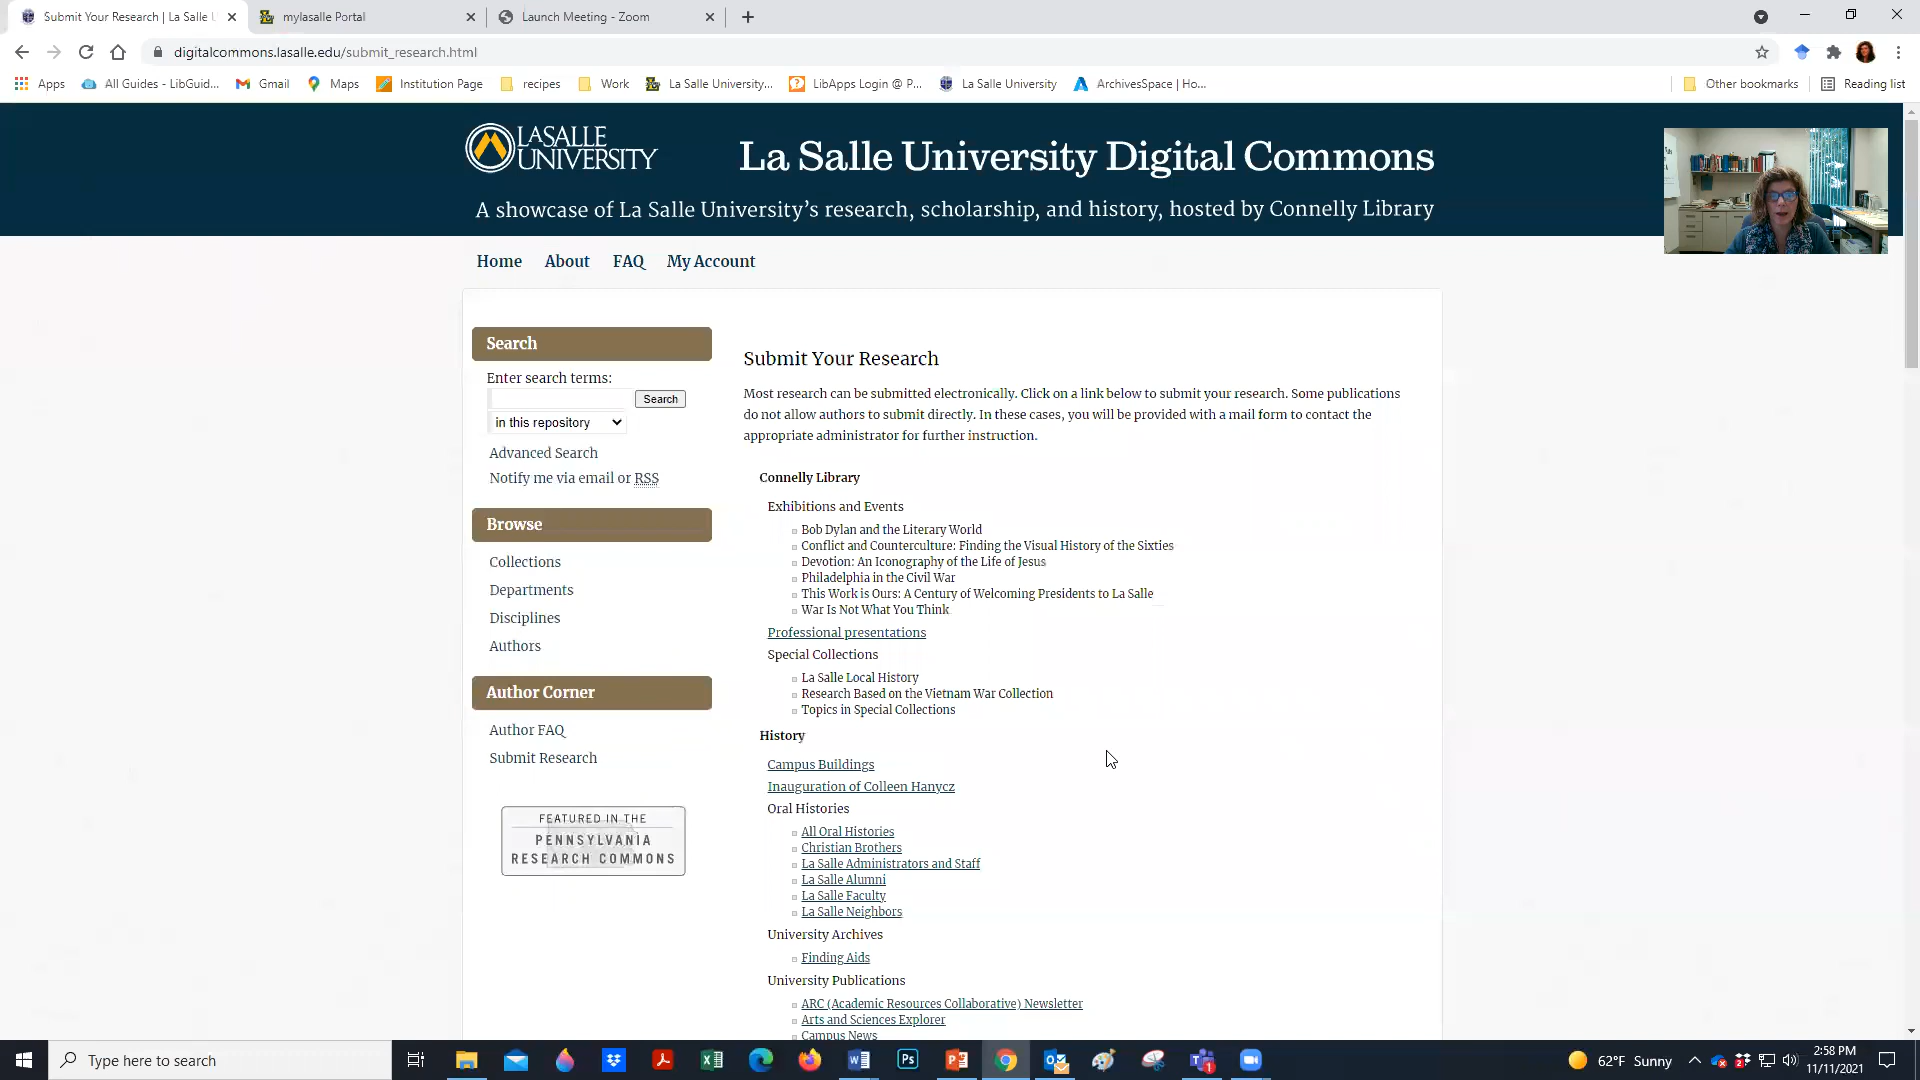 Submit Your Research | La Salle U
mylasalle Portal
Launch Meeting - Zoom
digitalcommons.lasalle.edu/submit_research.html
Apps
All Guides - LibGuid...
Gmail
Maps
Institution Page
recipes
Work
La Salle University...
LibApps Login @ P...
La Salle University
ArchivesSpace | Ho...
Other bookmarks
Reading list
LASALLE
UNIVERSITY
La Salle University Digital Commons
A showcase of La Salle University's research, scholarship, and history, hosted by Connelly Library
Home About FAQ My Account
Search
Enter search terms:
Search
in this repository
Advanced Search
Notify me via email or RSS
Browse
Collections
Departments
Disciplines
Authors
Author Corner
Author FAQ
Submit Research
FEATURED IN THE
PENNSYLVANIA
RESEARCH COMMONS
Submit Your Research
Most research can be submitted electronically. Click on a link below to submit your research. Some publications
do not allow authors to submit directly. In these cases, you will be provided with a mail form to contact the
appropriate administrator for further instruction.
Connelly Library
Exhibitions and Events
Bob Dylan and the Literary World
Conflict and Counterculture: Finding the Visual History of the Sixties
Devotion: An Iconography of the Life of Jesus
Philadelphia in the Civil War
This Work is Ours: A Century of Welcoming Presidents to La Salle
War Is Not What You Think
Professional presentations
Special Collections
La Salle Local History
Research Based on the Vietnam War Collection
Topics in Special Collections
History
Campus Buildings
Inauguration of Colleen Hanycz
Oral Histories
All Oral Histories
Christian Brothers
La Salle Administrators and Staff
La Salle Alumni
La Salle Faculty
La Salle Neighbors
University Archives
Finding Aids
University Publications
ARC (Academic Resources Collaborative) Newsletter
Arts and Sciences Explorer
Campus News
Type here to search
62°F Sunny
2:58 PM
11/11/2021